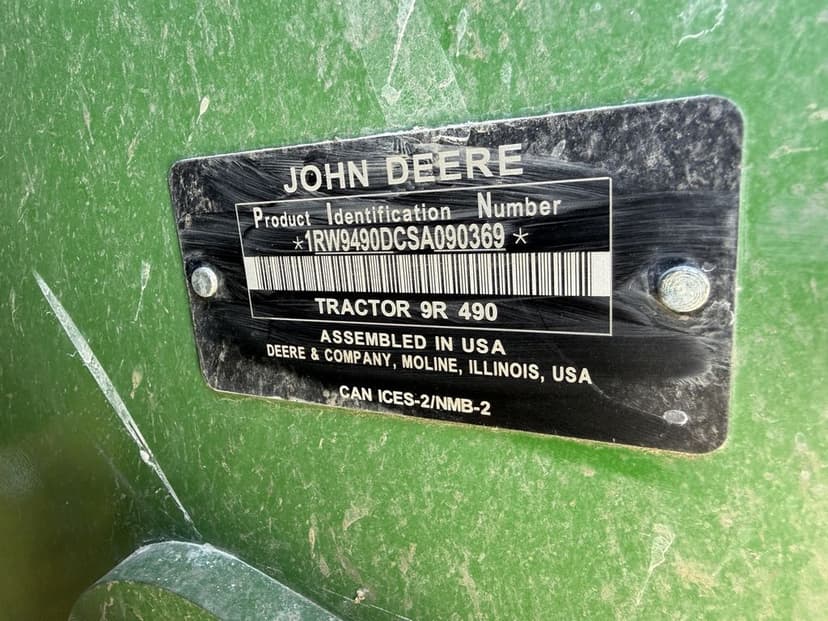 JOHN DEERE
Product Identification Number
*1RW9490DCSA090369*
TRACTOR 9R 490
ASSEMBLED IN USA
DEERE & COMPANY, MOLINE, ILLINOIS, USA
CAN ICES-2/NMB-2